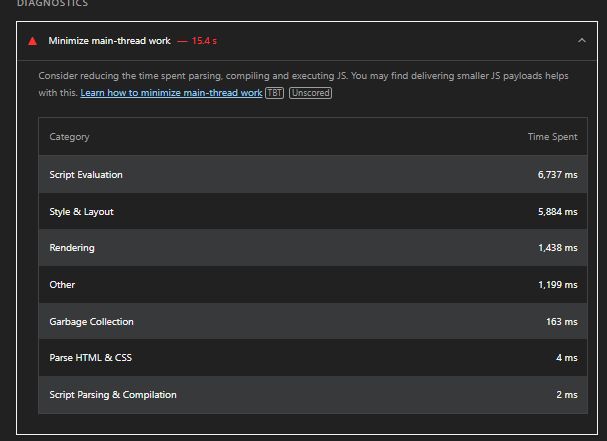 DIAGNOSTICS
Minimize main-thread work — 15.4 s
Consider reducing the time spent parsing, compiling and executing JS. You may find delivering smaller JS payloads helps
with this. Learn how to minimize main-thread work TBT Unscored
Category Time Spent
Script Evaluation 6,737 ms
Style & Layout 5,884 ms
Rendering 1,438 ms
Other 1,199 ms
Garbage Collection 163 ms
Parse HTML & CSS 4 ms
Script Parsing & Compilation 2 ms